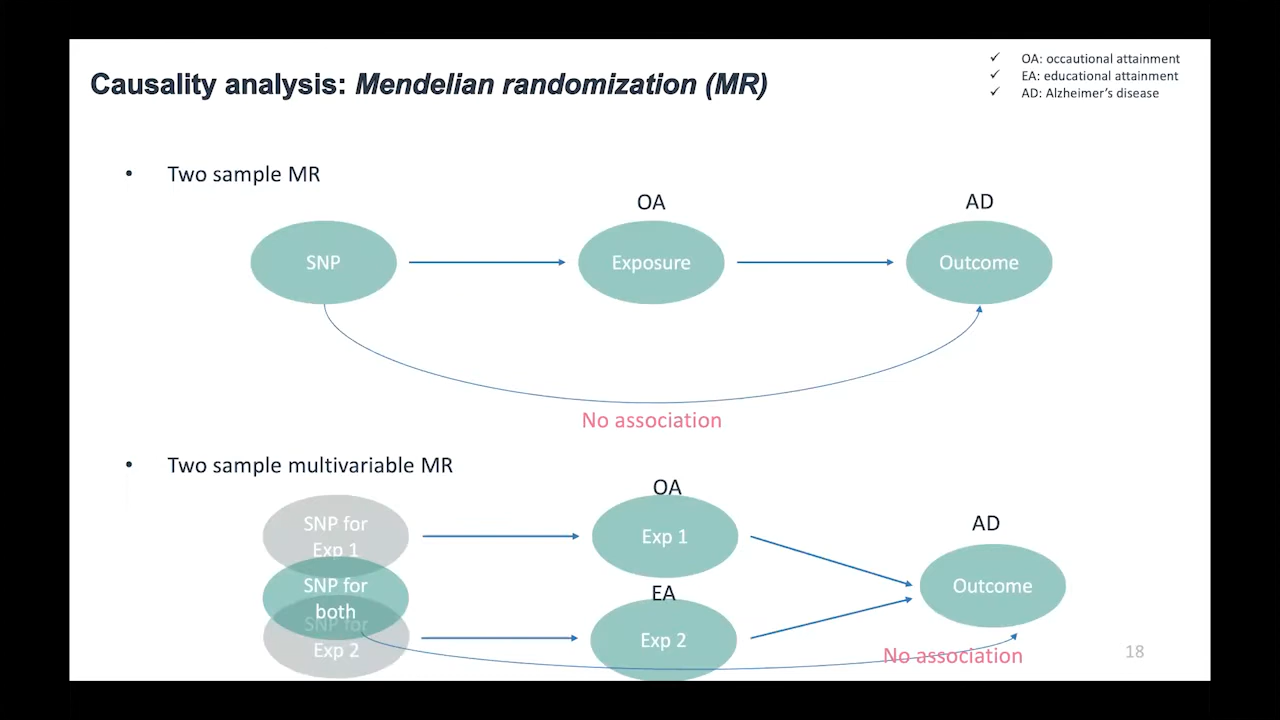 Causality analysis: Mendelian randomization (MR)
✓ OA: occautional attainment
✓ EA: educational attainment
✓ AD: Alzheimer's disease
• Two sample MR
OA
AD
SNP
Exposure
Outcome
No association
• Two sample multivariable MR
OA
SNP for
Exp 1
Exp 1
AD
SNP for
both
EA
Outcome
SNP for
Exp 2
Exp 2
No association
18